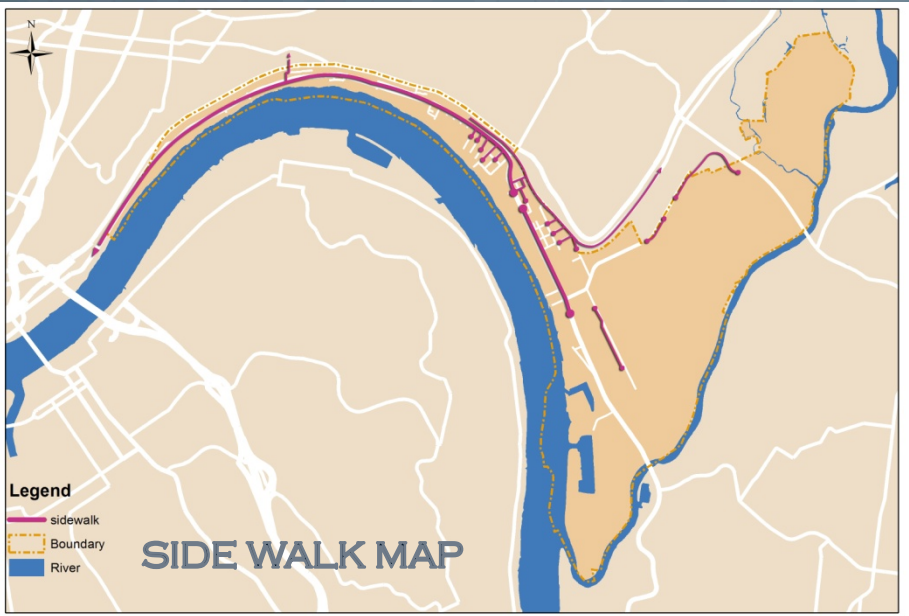 N
Legend
sidewalk
Boundary
River
SIDE WALK MAP